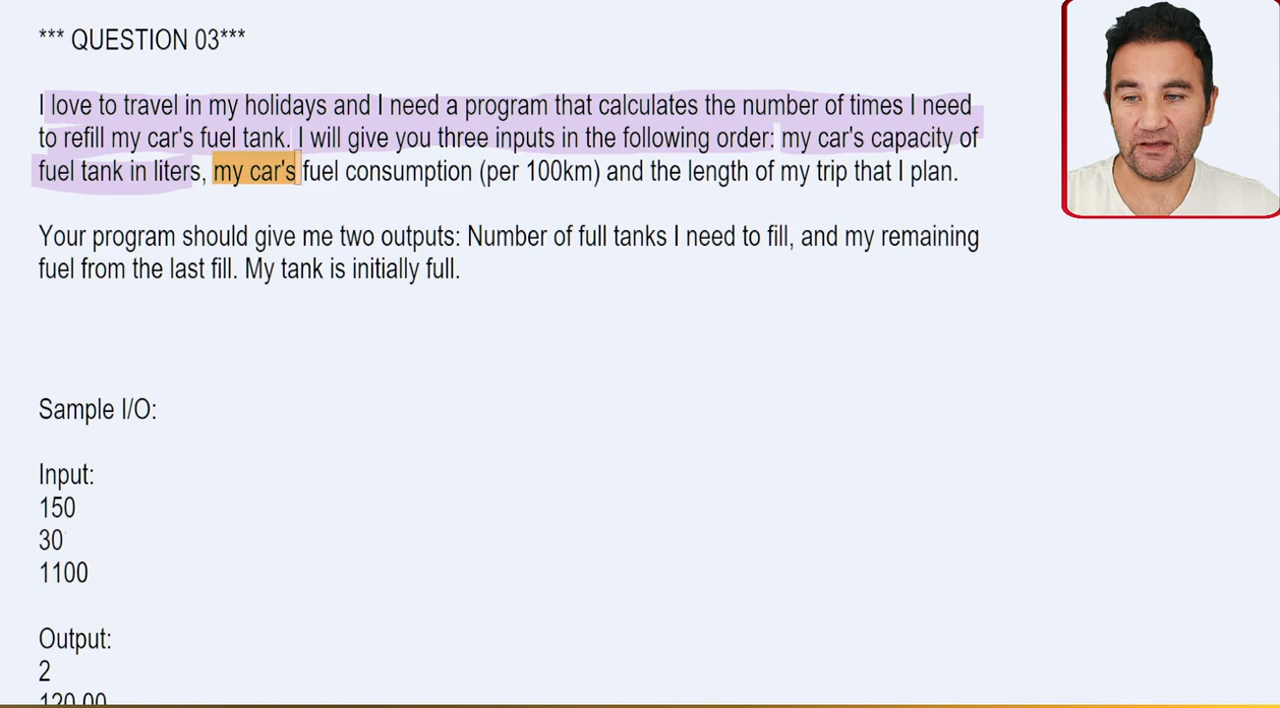 *** QUESTION 03***
I love to travel in my holidays and I need a program that calculates the number of times I need
to refill my car's fuel tank. I will give you three inputs in the following order: my car's capacity of
fuel tank in liters, my car's fuel consumption (per 100km) and the length of my trip that I plan.
Your program should give me two outputs: Number of full tanks I need to fill, and my remaining
fuel from the last fill. My tank is initially full.
Sample I/O:
Input:
150
30
1100
Output:
2
120.00